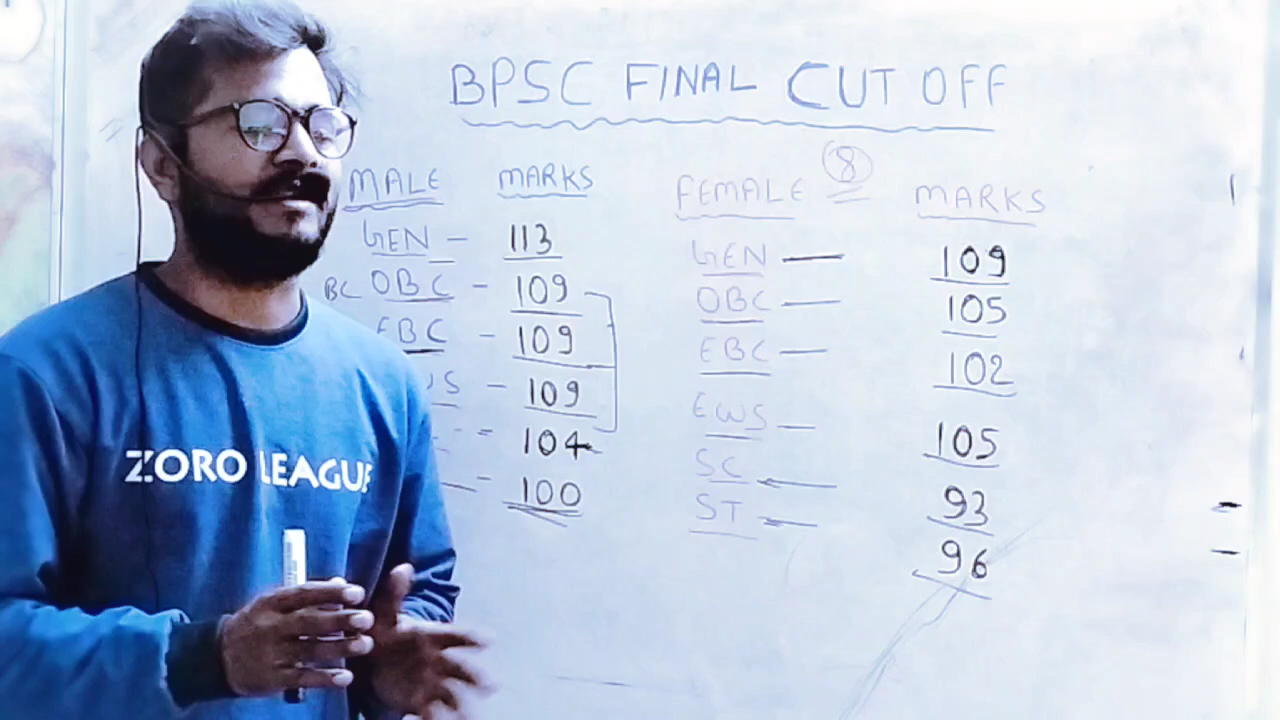 BPSC FINAL CUT OFF
8
MALE MARKS FEMALE MARKS
GEN - 113 GEN — 109
BC OBC - 109 OBC — 105
EBC - 109 EBC — 102
WS - 109 EWS — 105
- 104 SC — 93
- 100 ST — 96
ZORO LEAGUE